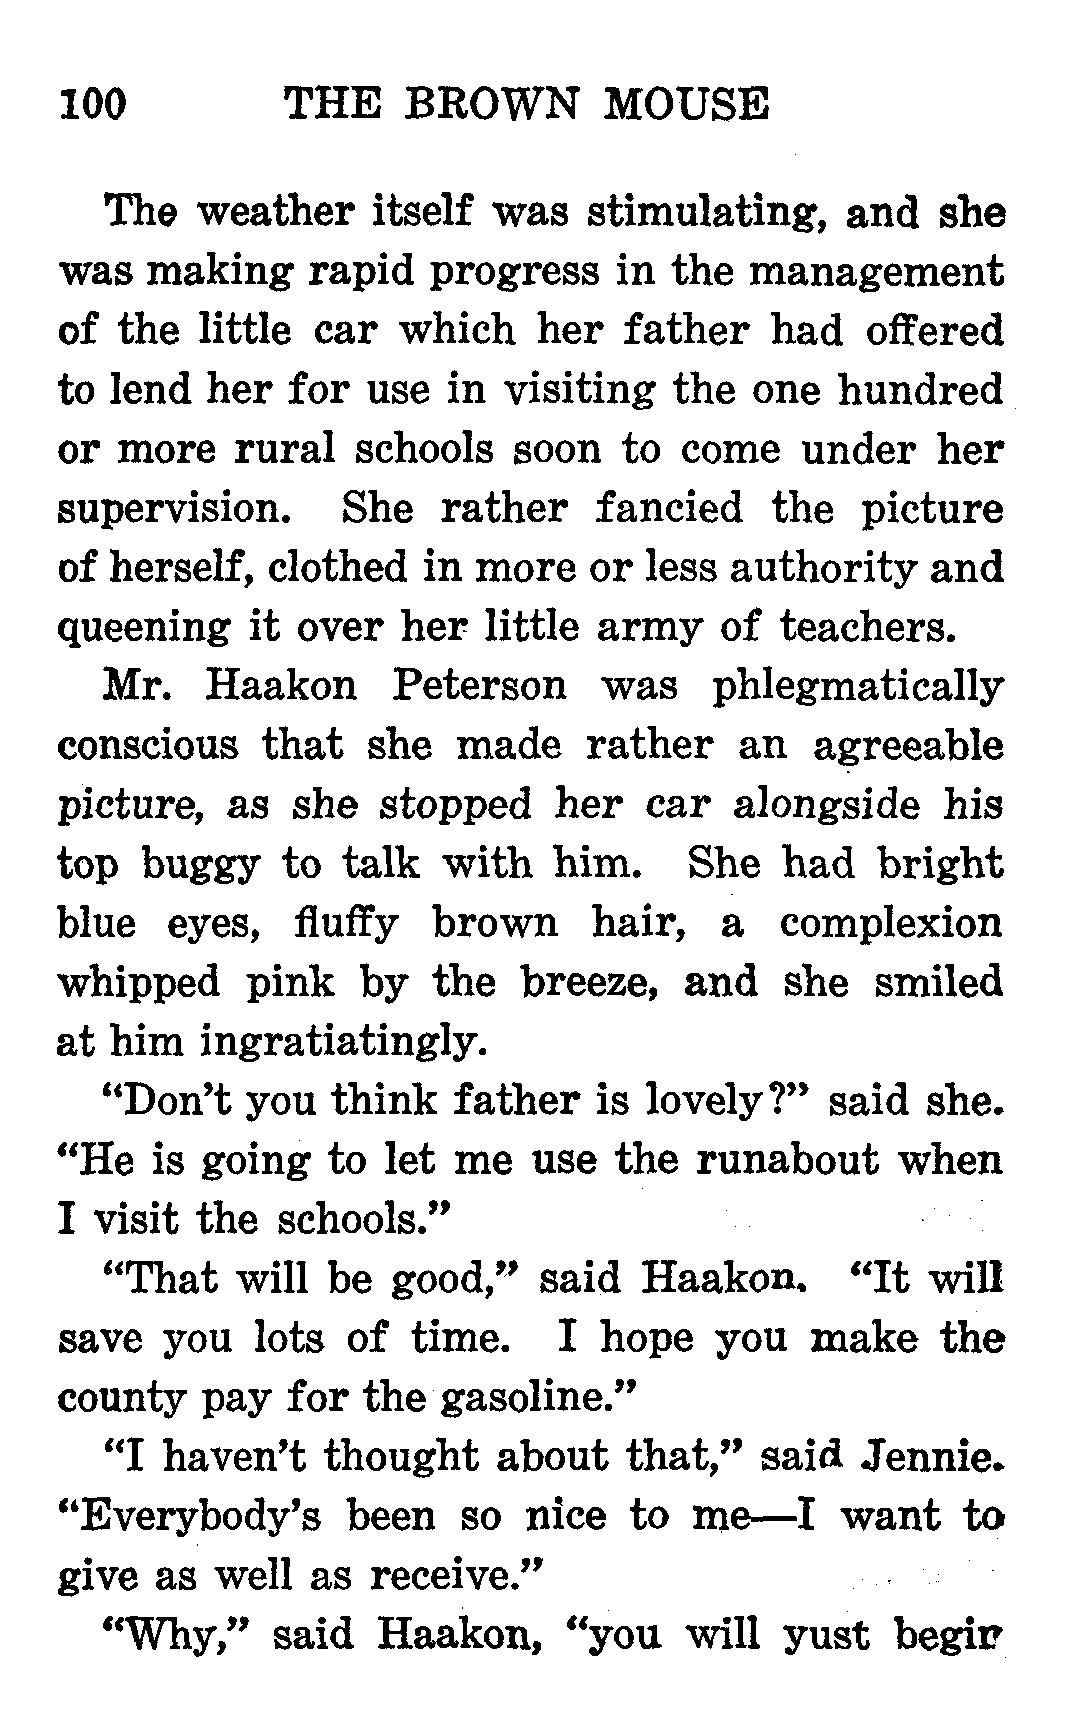 100 THE BROWN MOUSE
The weather itself was stimulating, and she
was making rapid progress in the management
of the little car which her father had offered
to lend her for use in visiting the one hundred
or more rural schools soon to come under her
supervision. She rather fancied the picture
of herself, clothed in more or less authority and
queening it over her little army of teachers.
Mr. Haakon Peterson was phlegmatically
conscious that she made rather an agreeable
picture, as she stopped her car alongside his
top buggy to talk with him. She had bright
blue eyes, fluffy brown hair, a complexion
whipped pink by the breeze, and she smiled
at him ingratiatingly.
“Don’t you think father is lovely?” said she.
“He is going to let me use the runabout when
I visit the schools.”
“That will be good,” said Haakon. “It will
save you lots of time. I hope you make the
county pay for the gasoline.”
“I haven’t thought about that,” said Jennie.
“Everybody’s been so nice to me—I want to
give as well as receive.”
“Why,” said Haakon, “you will yust begin